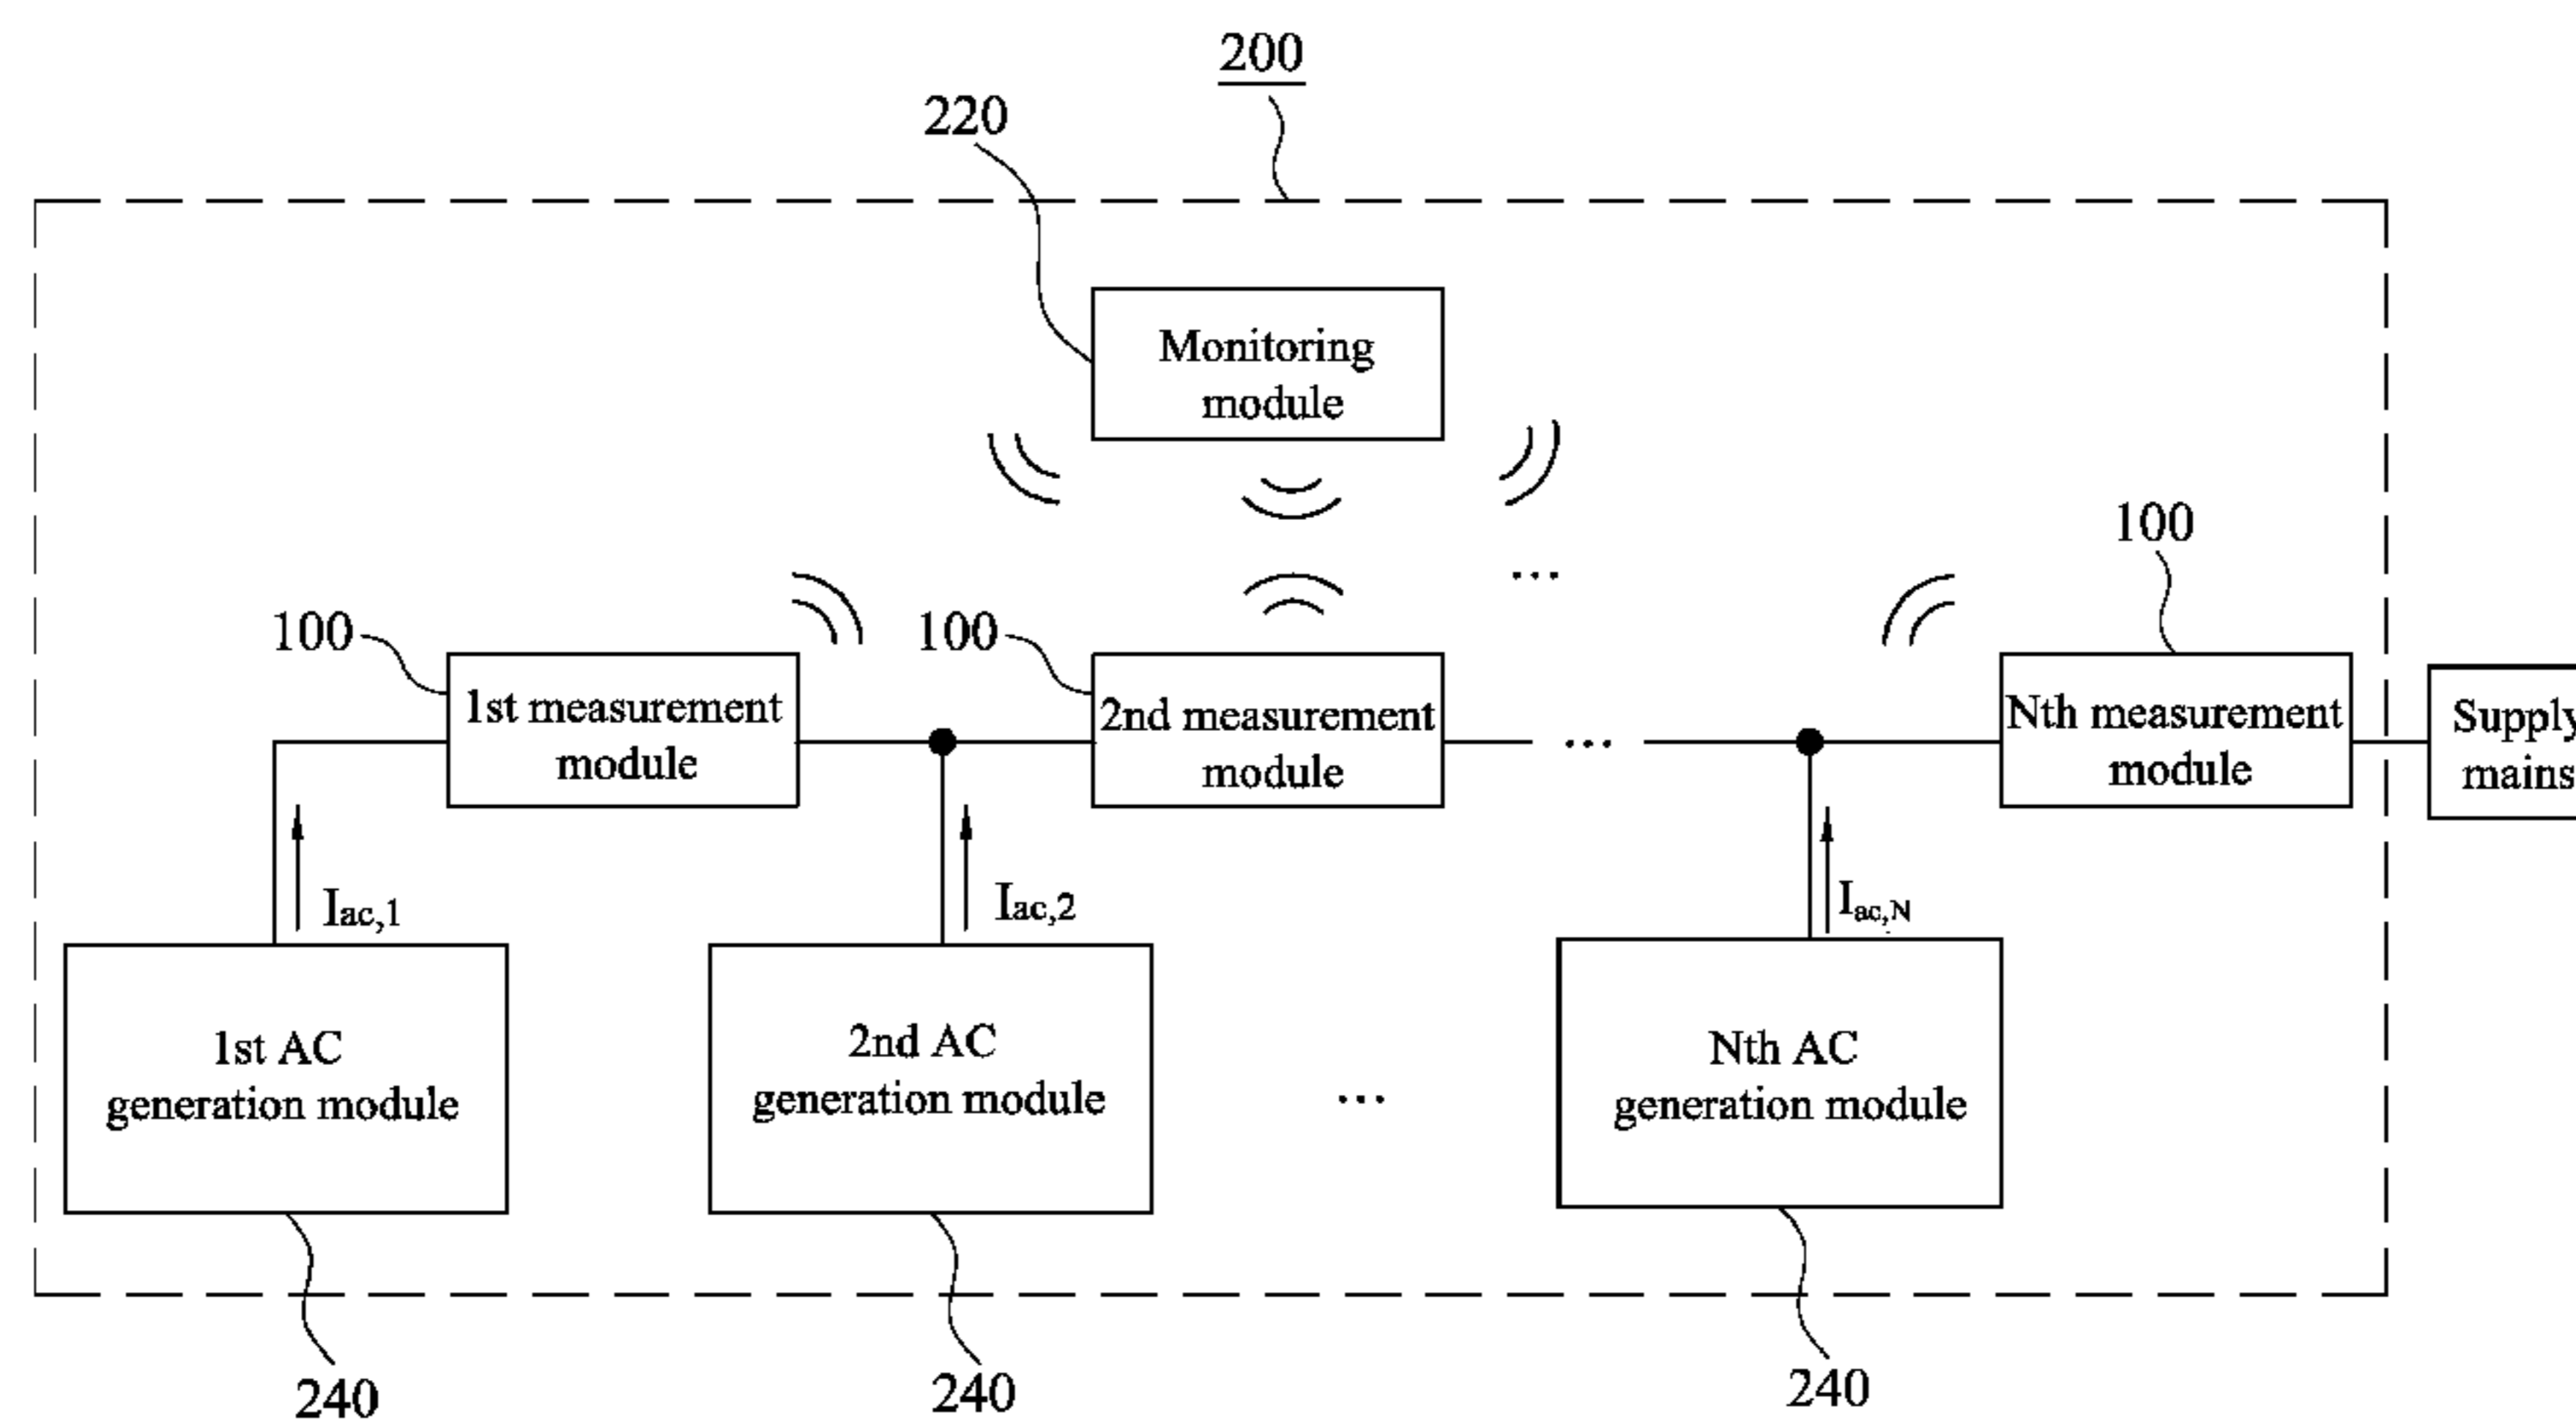 200
220
Monitoring
module
...
100
100
100
1st measurement
module
2nd measurement
module
...
Nth measurement
module
Supply
mains
Iac,1
Iac,2
Iac,N
1st AC
generation module
2nd AC
generation module
...
Nth AC
generation module
240
240
240